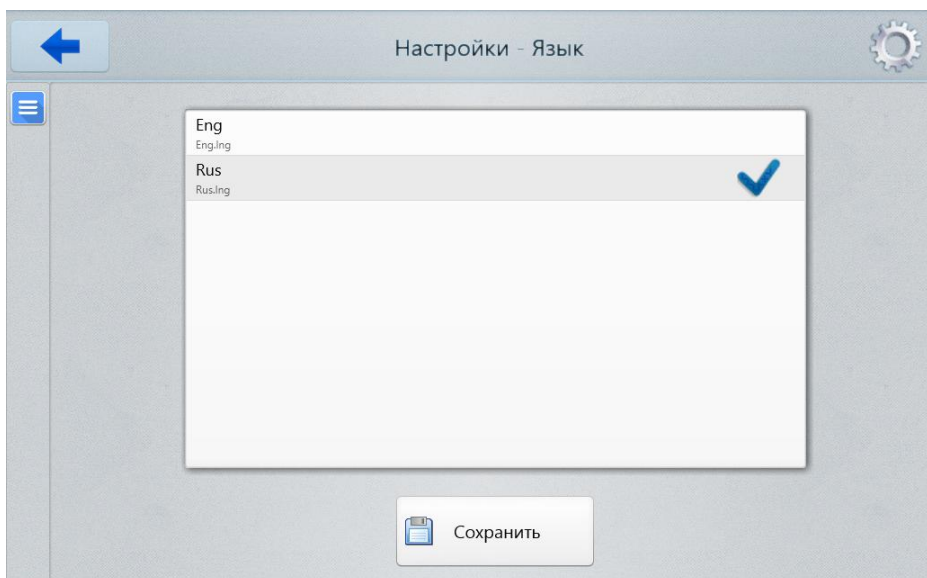 Настройки - Язык
Eng
Eng.lng
Rus
Rus.lng
Сохранить